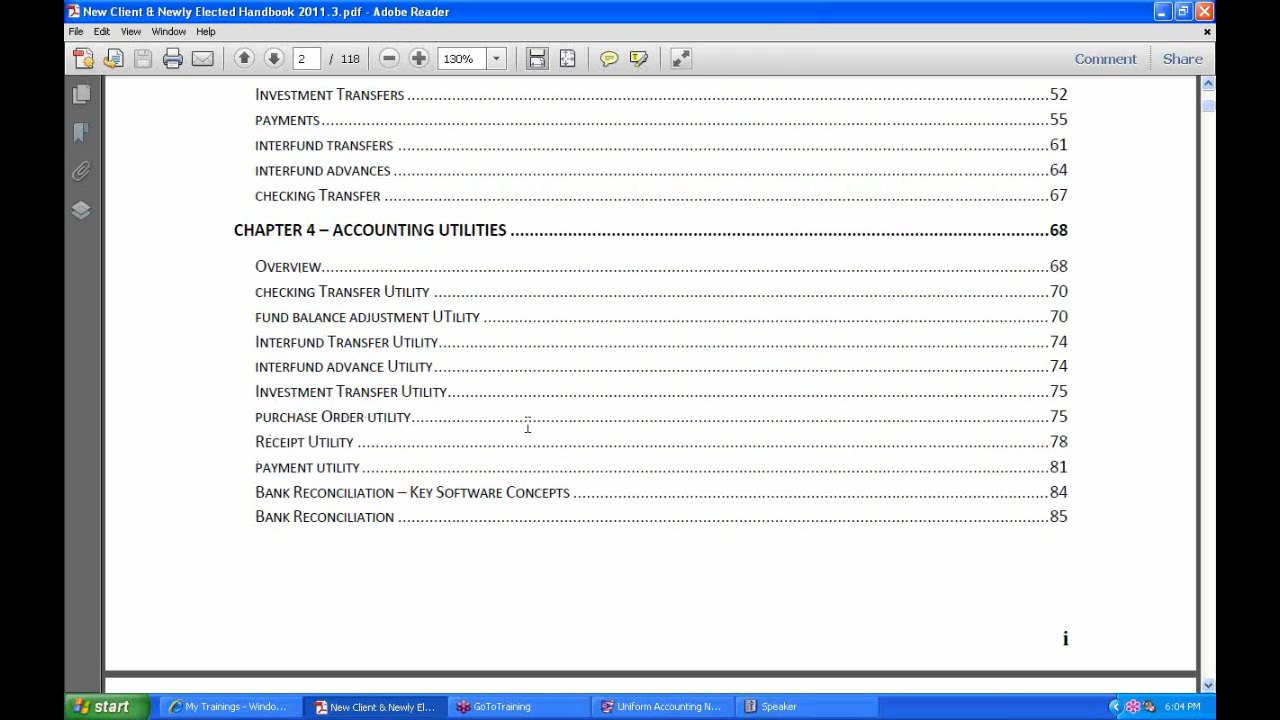 New Client & Newly Elected Handbook 2011.3.pdf - Adobe Reader
File Edit View Window Help
2 / 118 130% Comment Share
INVESTMENT TRANSFERS ........................................ 52
PAYMENTS ........................................ 55
INTERFUND TRANSFERS ........................................ 61
INTERFUND ADVANCES ........................................ 64
CHECKING TRANSFER ........................................ 67
CHAPTER 4 – ACCOUNTING UTILITIES ........................................ 68
OVERVIEW ........................................ 68
CHECKING TRANSFER UTILITY ........................................ 70
FUND BALANCE ADJUSTMENT UTILITY ........................................ 70
INTERFUND TRANSFER UTILITY ........................................ 74
INTERFUND ADVANCE UTILITY ........................................ 74
INVESTMENT TRANSFER UTILITY ........................................ 75
PURCHASE ORDER UTILITY ........................................ 75
RECEIPT UTILITY ........................................ 78
PAYMENT UTILITY ........................................ 81
BANK RECONCILIATION – KEY SOFTWARE CONCEPTS ........................................ 84
BANK RECONCILIATION ........................................ 85
i
start My Trainings - Windo... New Client & Newly El... GoToTraining Uniform Accounting N... Speaker 6:04 PM